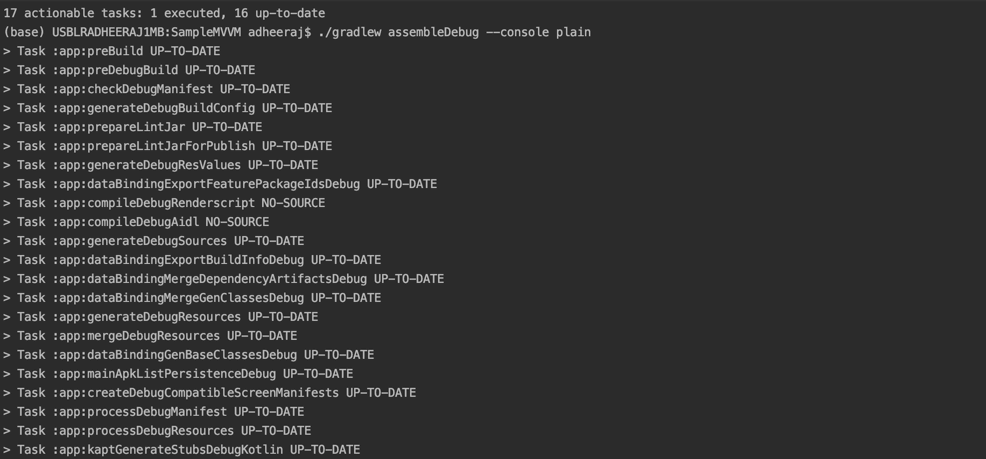 17 actionable tasks: 1 executed, 16 up-to-date
(base) USBLRADHEERAJ1MB:SampleMVVM adheeraj$ ./gradlew assembleDebug --console plain
> Task :app:preBuild UP-TO-DATE
> Task :app:preDebugBuild UP-TO-DATE
> Task :app:checkDebugManifest UP-TO-DATE
> Task :app:generateDebugBuildConfig UP-TO-DATE
> Task :app:prepareLintJar UP-TO-DATE
> Task :app:prepareLintJarForPublish UP-TO-DATE
> Task :app:generateDebugResValues UP-TO-DATE
> Task :app:dataBindingExportFeaturePackageIdsDebug UP-TO-DATE
> Task :app:compileDebugRenderscript NO-SOURCE
> Task :app:compileDebugAidl NO-SOURCE
> Task :app:generateDebugSources UP-TO-DATE
> Task :app:dataBindingExportBuildInfoDebug UP-TO-DATE
> Task :app:dataBindingMergeDependencyArtifactsDebug UP-TO-DATE
> Task :app:dataBindingMergeGenClassesDebug UP-TO-DATE
> Task :app:generateDebugResources UP-TO-DATE
> Task :app:mergeDebugResources UP-TO-DATE
> Task :app:dataBindingGenBaseClassesDebug UP-TO-DATE
> Task :app:mainApkListPersistenceDebug UP-TO-DATE
> Task :app:createDebugCompatibleScreenManifests UP-TO-DATE
> Task :app:processDebugManifest UP-TO-DATE
> Task :app:processDebugResources UP-TO-DATE
> Task :app:kaptGenerateStubsDebugKotlin UP-TO-DATE